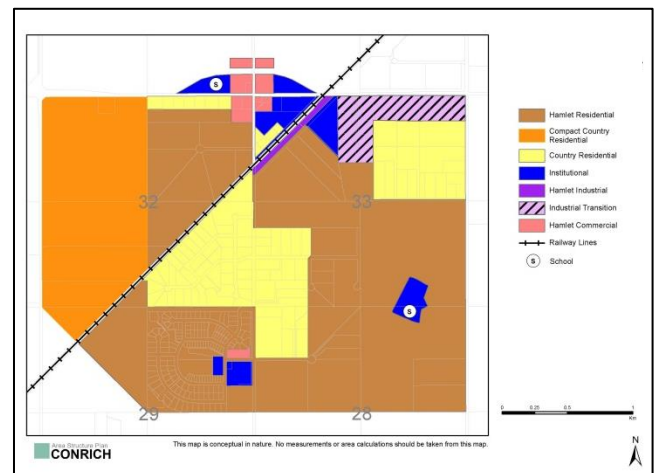 S
32
33
S
29
28
Hamlet Residential
Compact Country
Residential
Country Residential
Institutional
Hamlet Industrial
Industrial Transition
Hamlet Commercial
Railway Lines
S School
0 0.25 0.5 1
Km
N
Area Structure Plan
CONRICH
This map is conceptual in nature. No measurements or area calculations should be taken from this map.